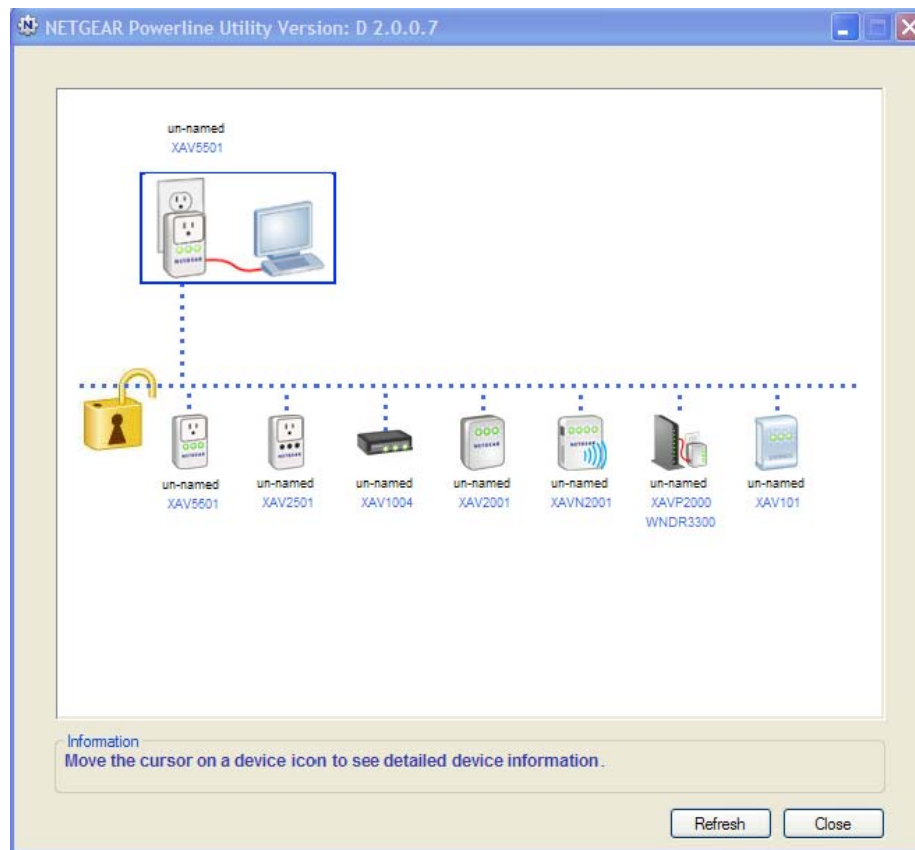 NETGEAR Powerline Utility Version: D 2.0.0.7
un-named
XAV5501
NETGEAR
un-named
XAV5501
un-named
XAV2501
un-named
XAV1004
un-named
XAV2001
un-named
XAVN2001
un-named
XAVP2000
WNDR3300
un-named
XAV101
Information
Move the cursor on a device icon to see detailed device information.
Refresh
Close